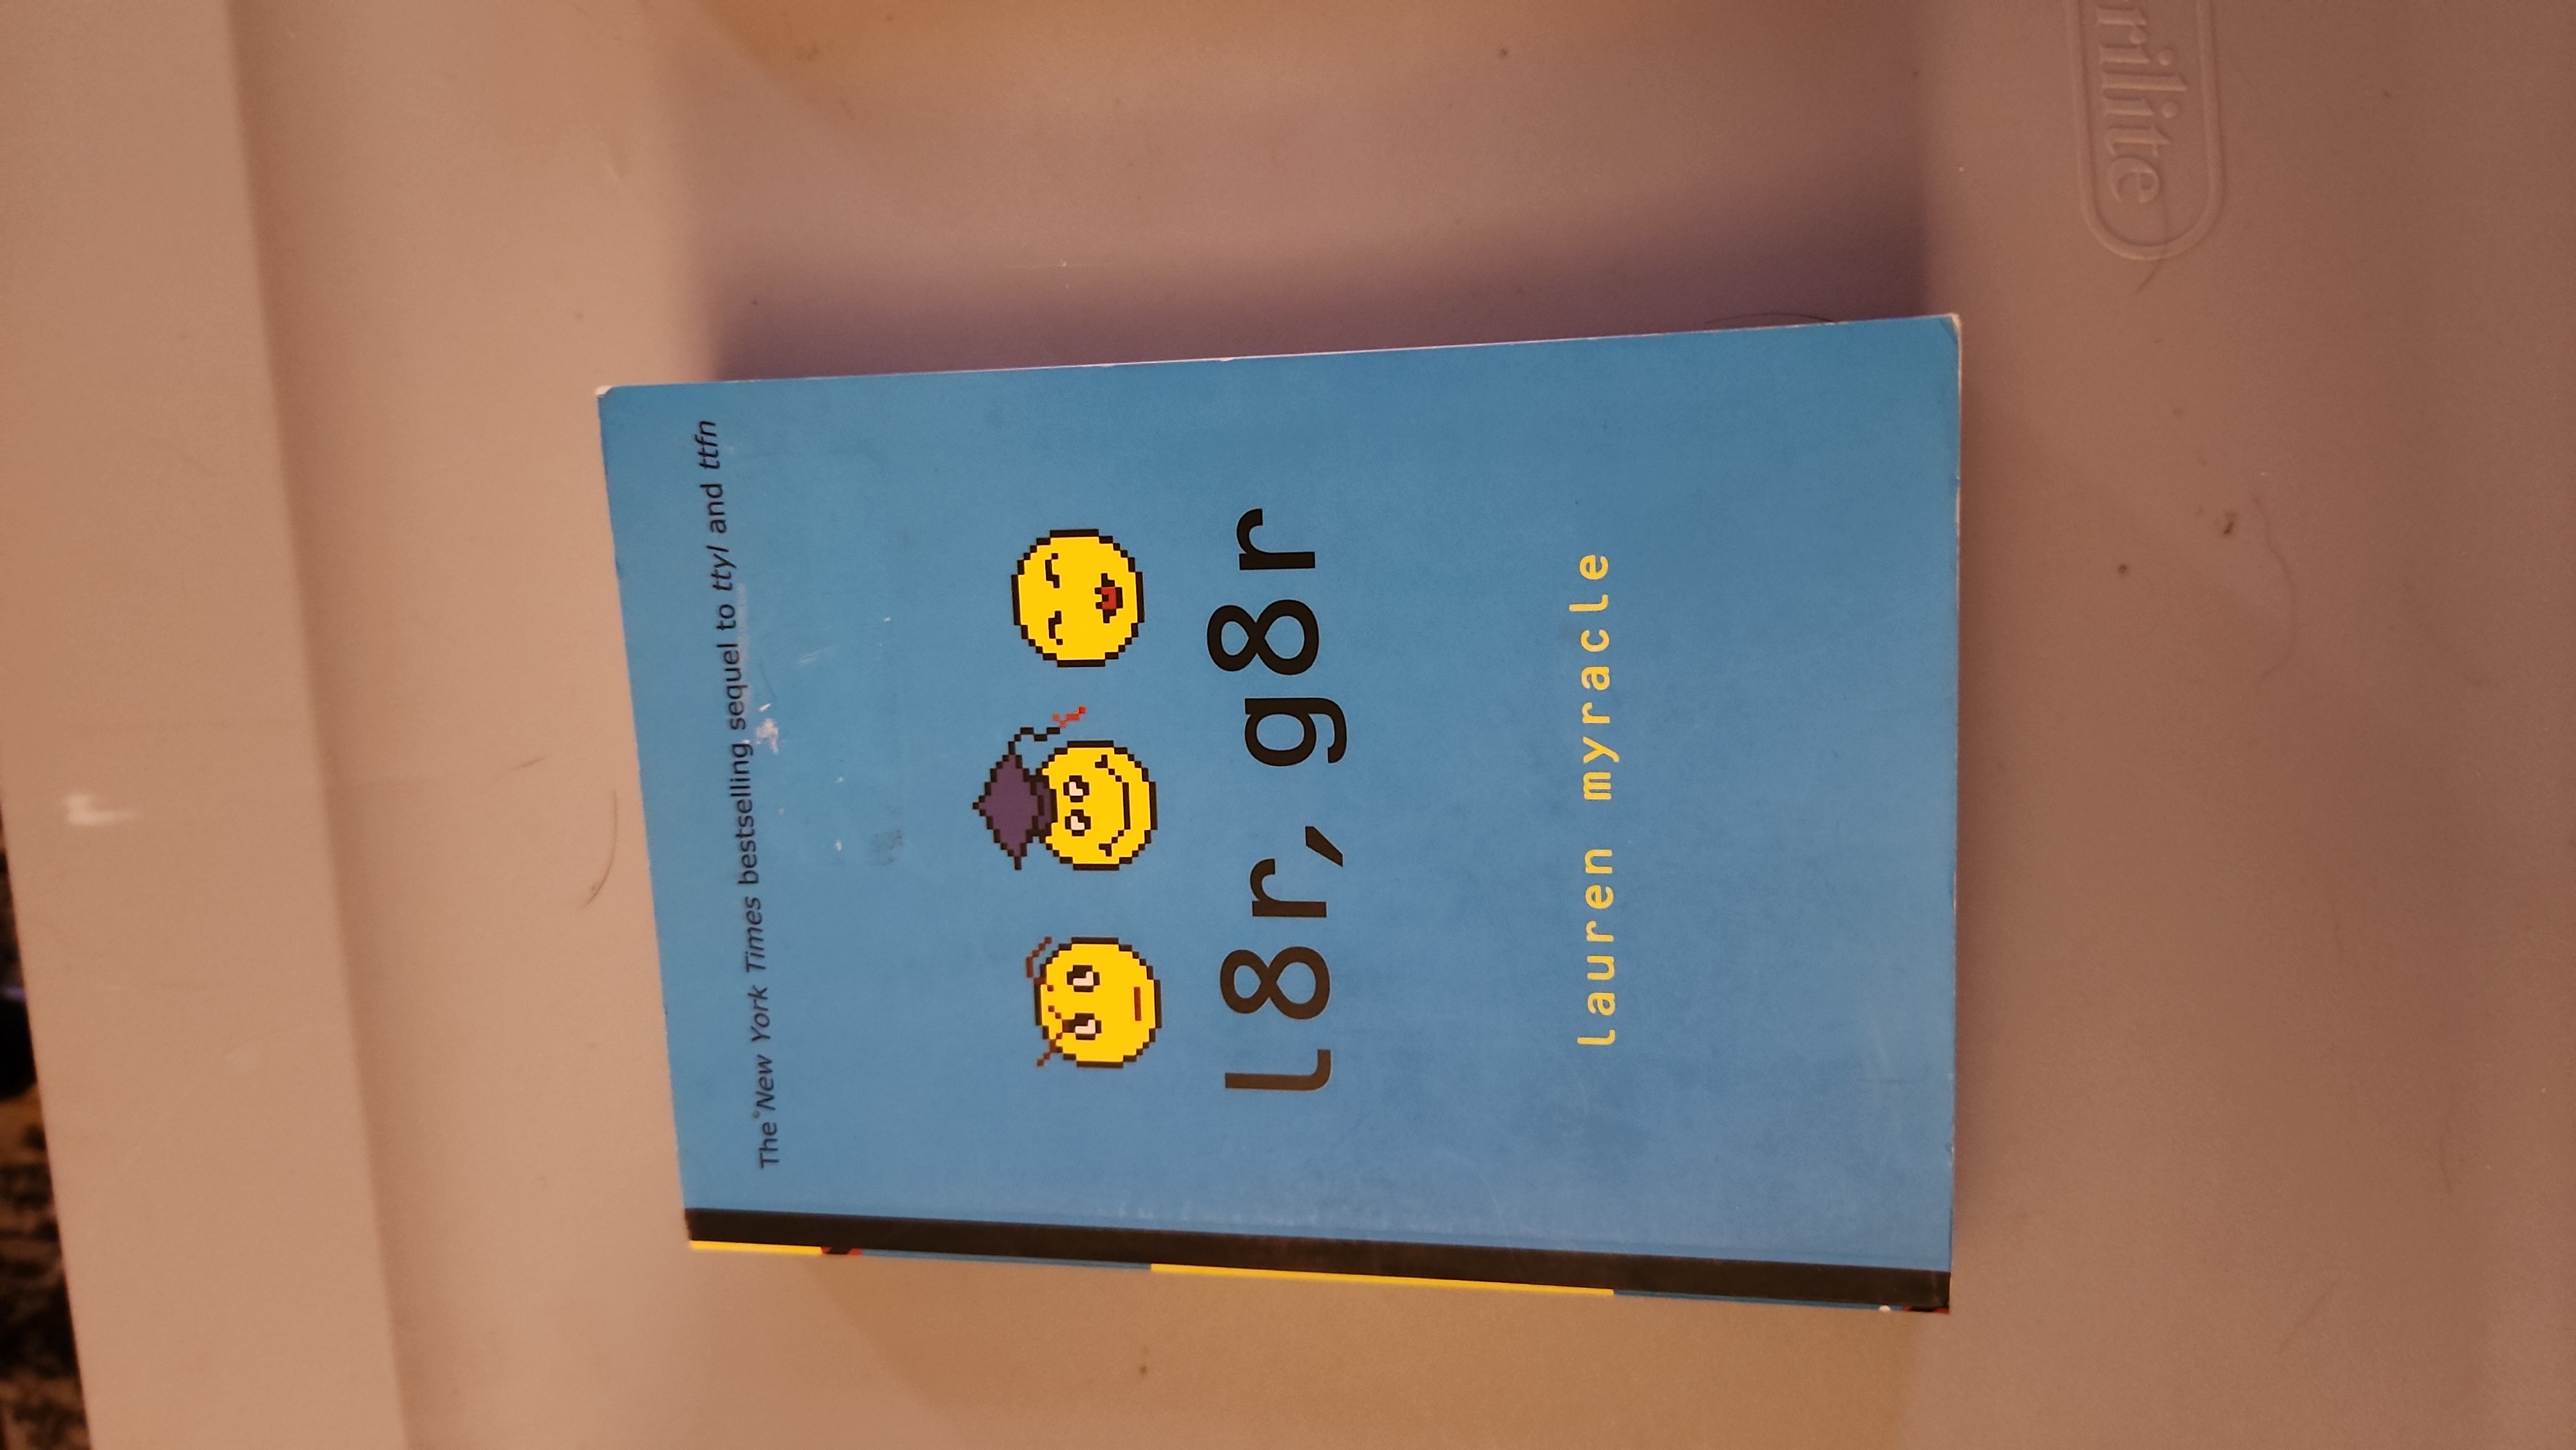 The New York Times bestselling sequel to ttyl and ttfn
l8r, g8r
lauren myracle